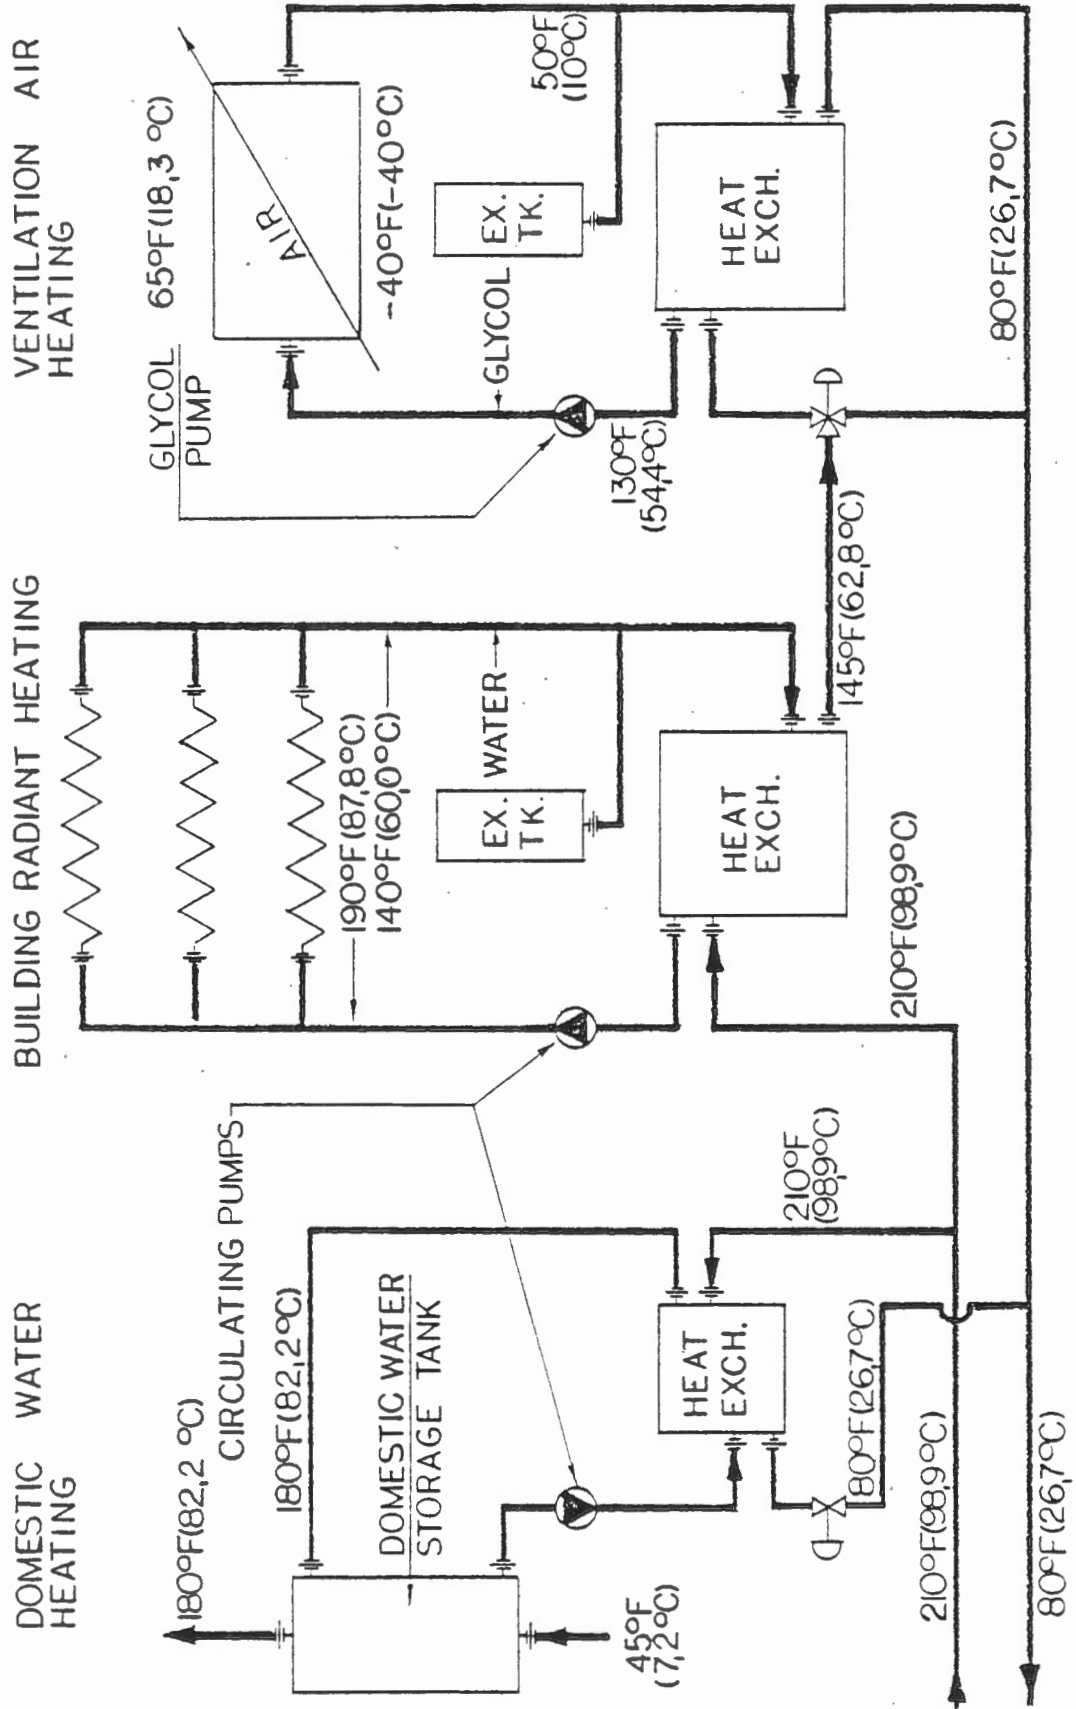 DOMESTIC WATER
HEATING
BUILDING RADIANT HEATING
VENTILATION AIR
HEATING
180°F(82,2 °C)
CIRCULATING PUMPS
180°F(82,2°C)
DOMESTIC WATER
STORAGE TANK
45°F
(7,2°C)
HEAT
EXCH.
210°F
(98,9°C)
80°F(26,7°C)
210°F(98,9°C)
80°F(26,7°C)
190°F(87,8°C)
140°F(60,0°C)
EX.
TK.
WATER
HEAT
EXCH.
210°F(98,9°C)
145°F(62,8°C)
GLYCOL
PUMP
65°F(18,3 °C)
AIR
-40°F(-40°C)
GLYCOL
EX.
TK.
50°F
(10°C)
130°F
(54,4°C)
HEAT
EXCH.
80°F(26,7°C)